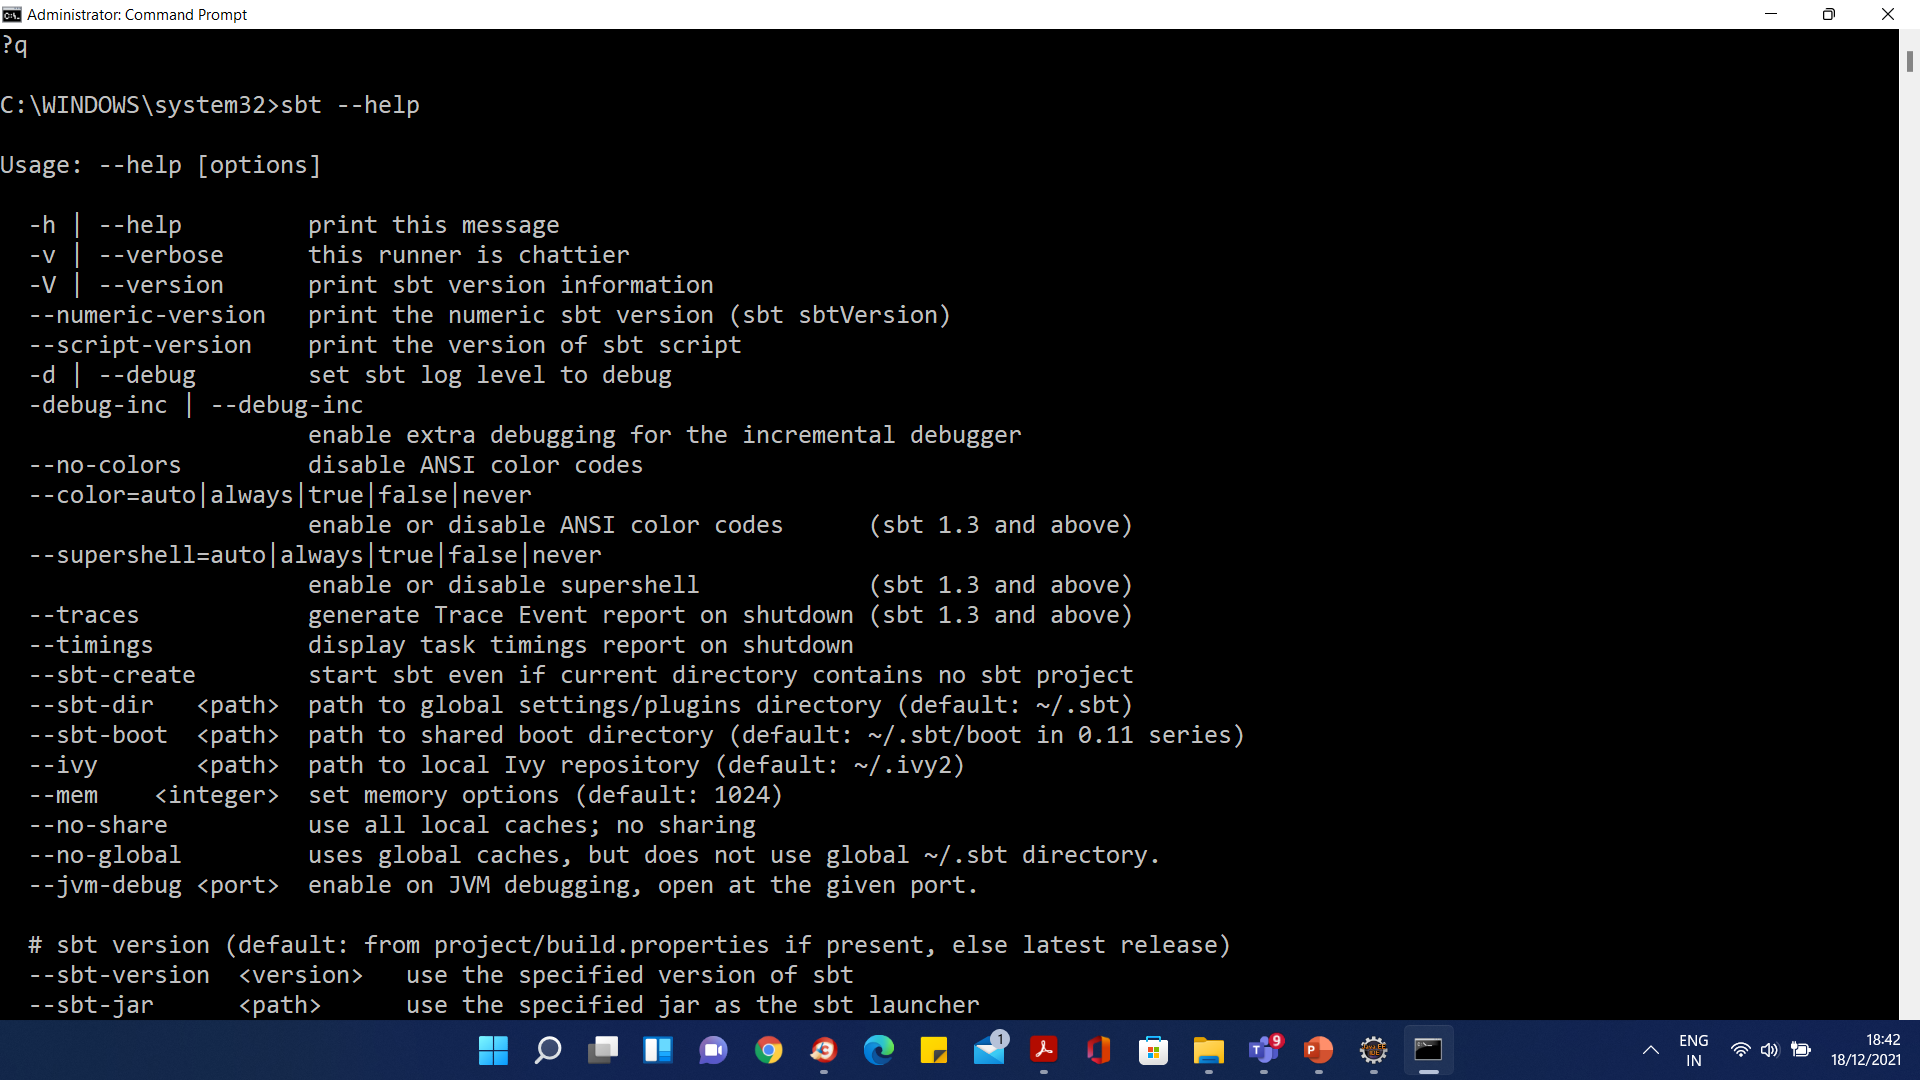 Administrator: Command Prompt
?q
C:\WINDOWS\system32>sbt --help
Usage: --help [options]
-h | --help print this message
-v | --verbose this runner is chattier
-V | --version print sbt version information
--numeric-version print the numeric sbt version (sbt sbtVersion)
--script-version print the version of sbt script
-d | --debug set sbt log level to debug
-debug-inc | --debug-inc
enable extra debugging for the incremental debugger
--no-colors disable ANSI color codes
--color=auto|always|true|false|never
enable or disable ANSI color codes (sbt 1.3 and above)
--supershell=auto|always|true|false|never
enable or disable supershell (sbt 1.3 and above)
--traces generate Trace Event report on shutdown (sbt 1.3 and above)
--timings display task timings report on shutdown
--sbt-create start sbt even if current directory contains no sbt project
--sbt-dir <path> path to global settings/plugins directory (default: ~/.sbt)
--sbt-boot <path> path to shared boot directory (default: ~/.sbt/boot in 0.11 series)
--ivy <path> path to local Ivy repository (default: ~/.ivy2)
--mem <integer> set memory options (default: 1024)
--no-share use all local caches; no sharing
--no-global uses global caches, but does not use global ~/.sbt directory.
--jvm-debug <port> enable on JVM debugging, open at the given port.
# sbt version (default: from project/build.properties if present, else latest release)
--sbt-version <version> use the specified version of sbt
--sbt-jar <path> use the specified jar as the sbt launcher
1
9
ENG
IN
18:42
18/12/2021